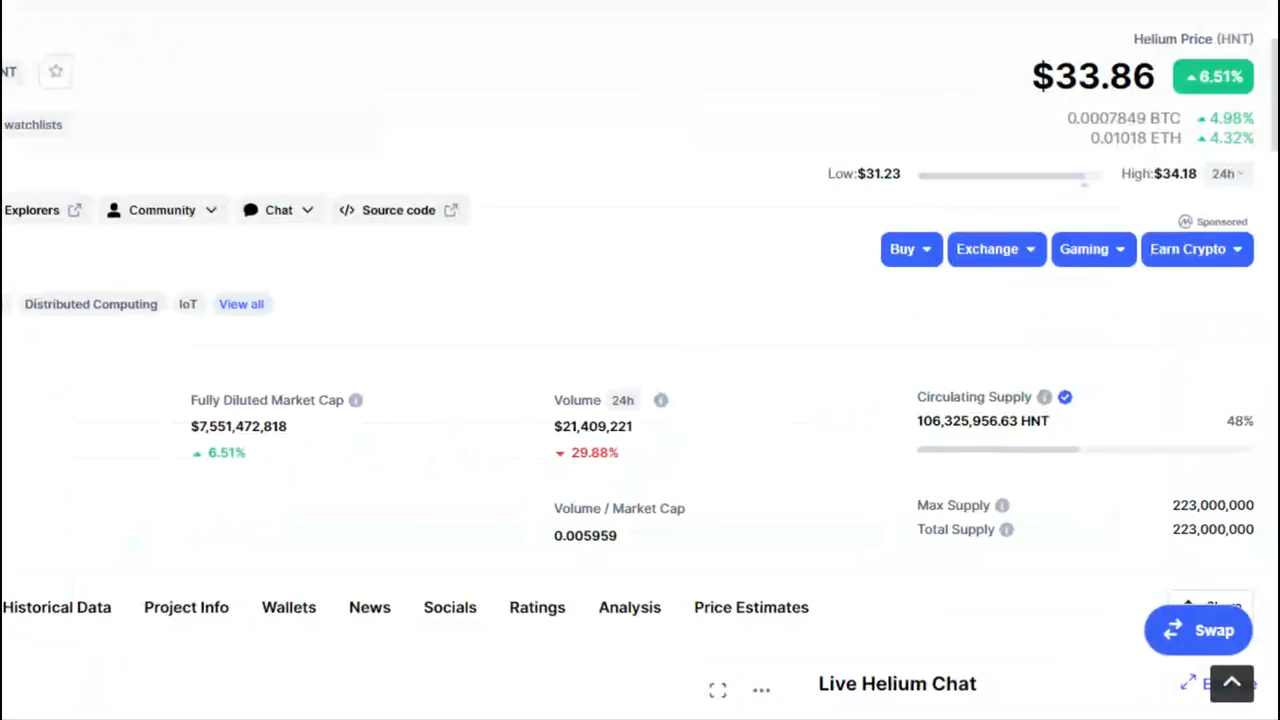 Helium Price (HNT)
NT
$33.86
6.51%
0.0007849 BTC
4.98%
watchlists
0.01018 ETH
4.32%
Low:$31.23
High:$34.18
24h
Explorers
Community
Chat
Source code
Sponsored
Buy
Exchange
Gaming
Earn Crypto
Distributed Computing
IoT
View all
Fully Diluted Market Cap
$7,551,472,818
6.51%
Volume 24h
$21,409,221
29.88%
Volume / Market Cap
0.005959
Circulating Supply
106,325,956.63 HNT
48%
Max Supply
223,000,000
Total Supply
223,000,000
Historical Data
Project Info
Wallets
News
Socials
Ratings
Analysis
Price Estimates
Swap
Live Helium Chat